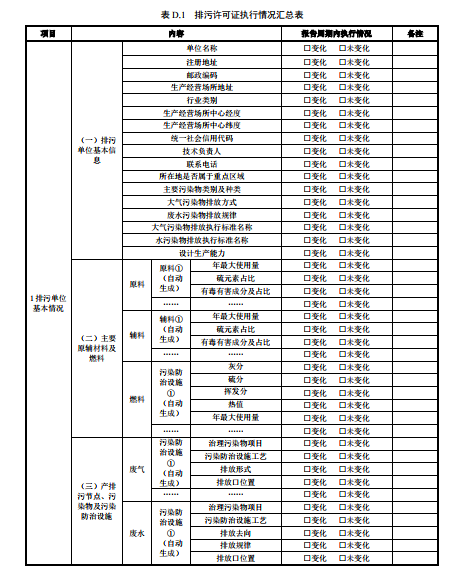 表 D.1 排污许可证执行情况汇总表
项目 内容 报告周期内执行情况 备注
1 排污单位基本情况
（一）排污单位基本信息
单位名称 □变化 □未变化
注册地址 □变化 □未变化
邮政编码 □变化 □未变化
生产经营场所地址 □变化 □未变化
行业类别 □变化 □未变化
生产经营场所中心经度 □变化 □未变化
生产经营场所中心纬度 □变化 □未变化
统一社会信用代码 □变化 □未变化
技术负责人 □变化 □未变化
联系电话 □变化 □未变化
所在地是否属于重点区域 □变化 □未变化
主要污染物类别及种类 □变化 □未变化
大气污染物排放方式 □变化 □未变化
废水污染物排放规律 □变化 □未变化
大气污染物排放执行标准名称 □变化 □未变化
水污染物排放执行标准名称 □变化 □未变化
设计生产能力 □变化 □未变化
（二）主要原辅材料及燃料
原料
原料①（自动生成）
年最大使用量 □变化 □未变化
硫元素占比 □变化 □未变化
有毒有害成分及占比 □变化 □未变化
…… …… □变化 □未变化
辅料
辅料①（自动生成）
年最大使用量 □变化 □未变化
硫元素占比 □变化 □未变化
有毒有害成分及占比 □变化 □未变化
…… …… □变化 □未变化
燃料
污染防治设施①（自动生成）
灰分 □变化 □未变化
硫分 □变化 □未变化
挥发分 □变化 □未变化
热值 □变化 □未变化
年最大使用量 □变化 □未变化
…… …… □变化 □未变化
（三）产排污节点、污染物及污染防治设施
废气
污染防治设施①（自动生成）
治理污染物项目 □变化 □未变化
污染防治设施工艺 □变化 □未变化
排放形式 □变化 □未变化
排放口位置 □变化 □未变化
…… …… □变化 □未变化
废水
污染防治设施①（自动生成）
治理污染物项目 □变化 □未变化
污染防治设施工艺 □变化 □未变化
排放去向 □变化 □未变化
排放规律 □变化 □未变化
排放口位置 □变化 □未变化